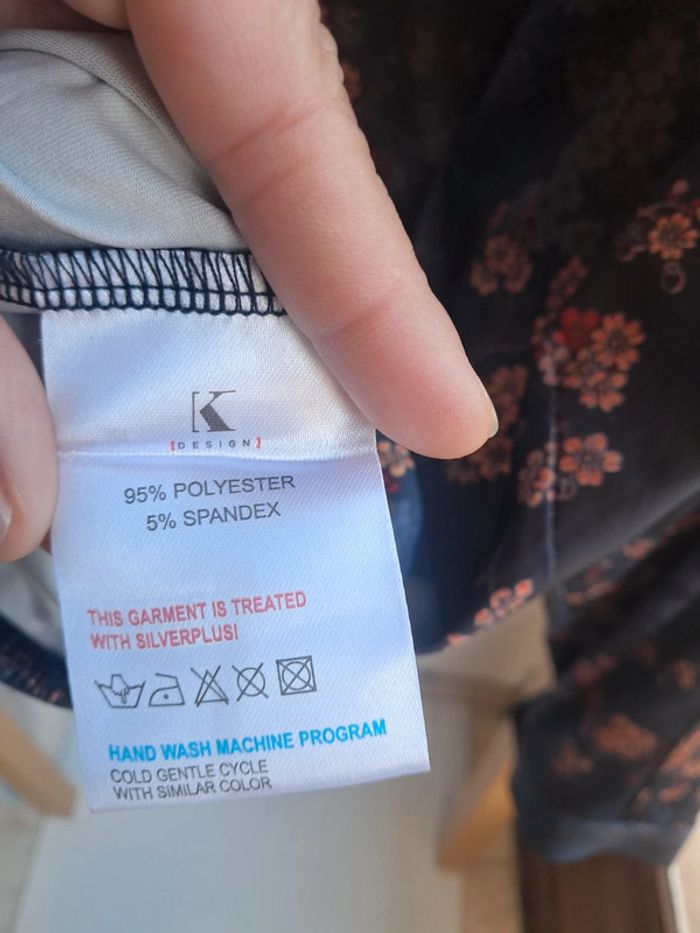 K
[DESIGN]
95% POLYESTER
5% SPANDEX
THIS GARMENT IS TREATED
WITH SILVERPLUS!
HAND WASH MACHINE PROGRAM
COLD GENTLE CYCLE
WITH SIMILAR COLOR